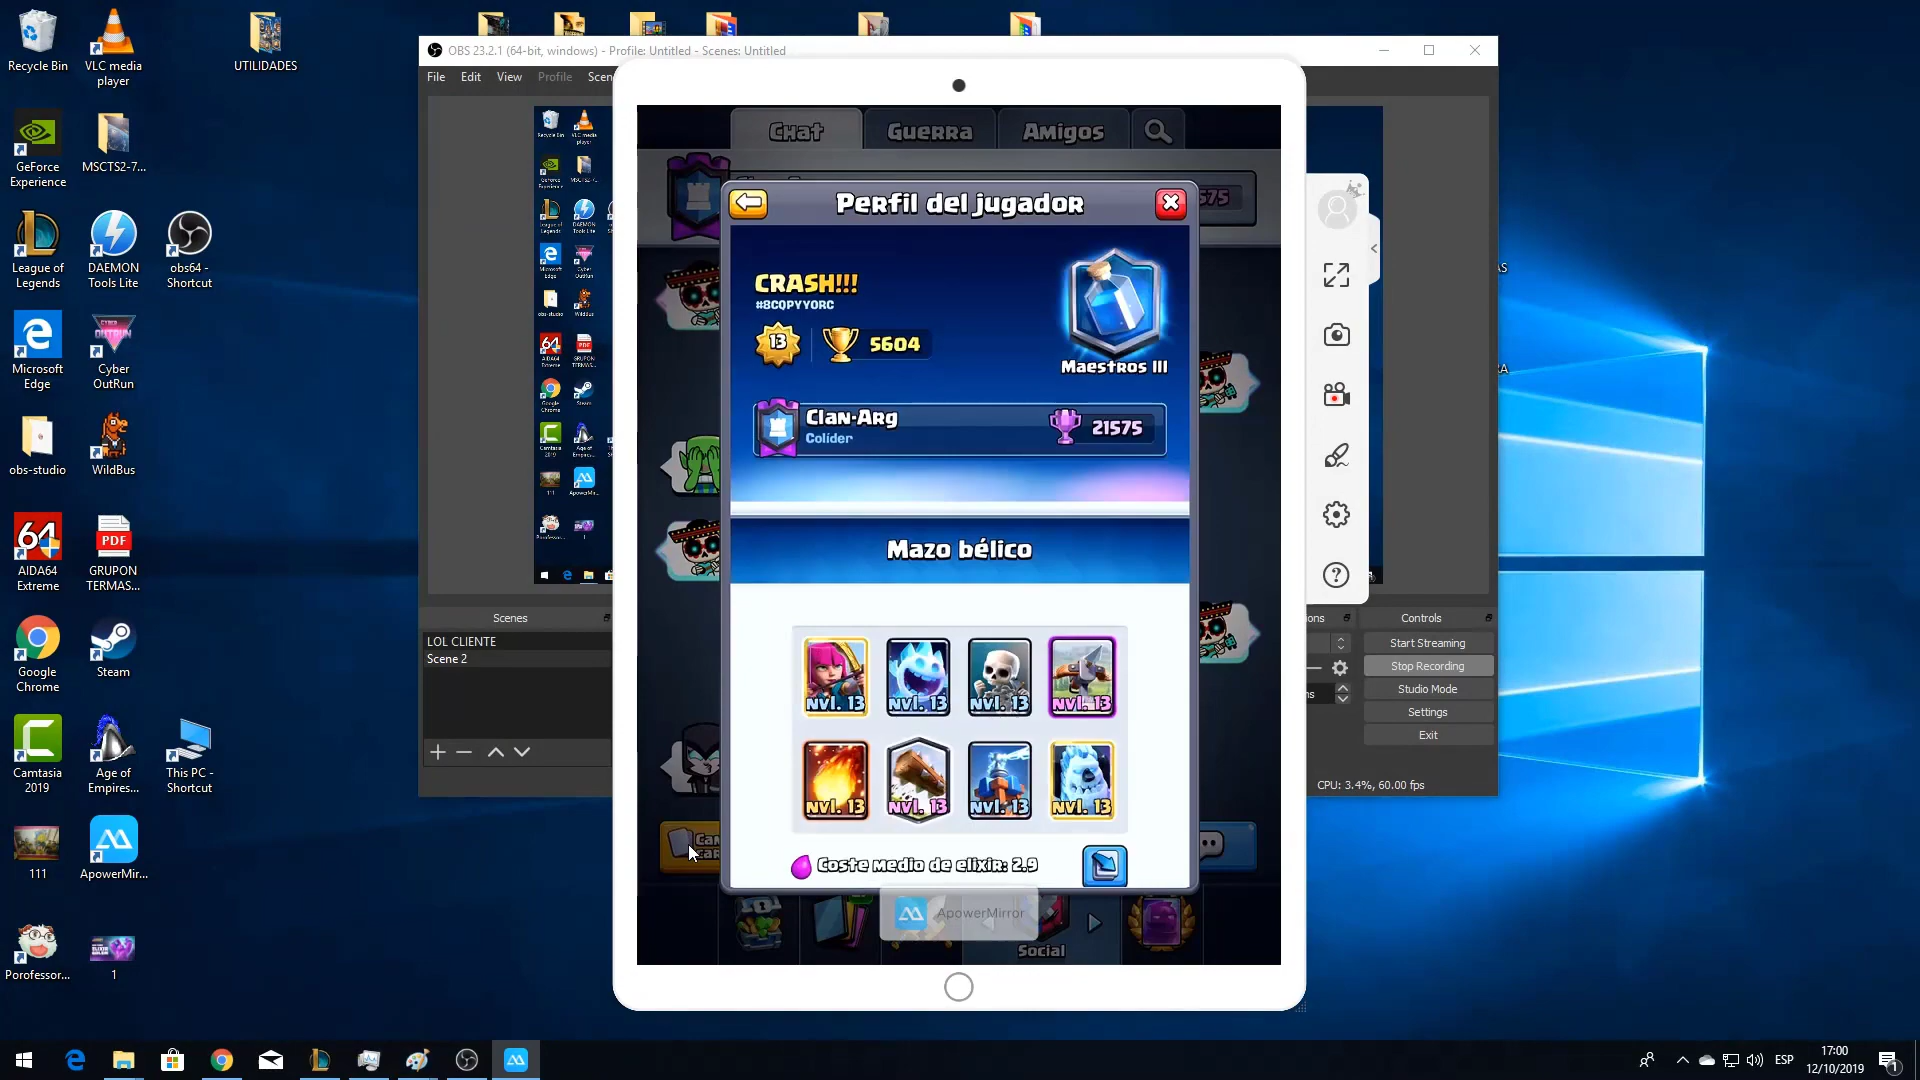 Recycle Bin
VLC media
player
UTILIDADES
GeForce
Experience
MSCTS2-7...
League of
Legends
DAEMON
Tools Lite
obs64 -
Shortcut
Microsoft
Edge
Cyber
OutRun
obs-studio
WildBus
64
AIDA64
Extreme
PDF
GRUPON
TERMAS...
Google
Chrome
Steam
Camtasia
2019
Age of
Empires...
This PC -
Shortcut
111
ApowerMir...
Porofessor...
1
OBS 23.2.1 (64-bit, windows) - Profile: Untitled - Scenes: Untitled
File Edit View Profile Scen
Chat Guerra Amigos
Perfil del jugador
CRASH!!!
#8CQPYYORC
13
5604
Maestros III
Clan-Arg
Colíder
21575
Mazo bélico
Nvl. 13 Nvl. 13 Nvl. 13 Nvl. 13
Nvl. 13 Nvl. 13 Nvl. 13 Nvl. 13
Coste medio de elixir: 2.9
ApowerMirror
Social
Scenes
LOL CLIENTE
Scene 2
ions
ns
Controls
Start Streaming
Stop Recording
Studio Mode
Settings
Exit
CPU: 3.4%, 60.00 fps
ESP
17:00
12/10/2019
1